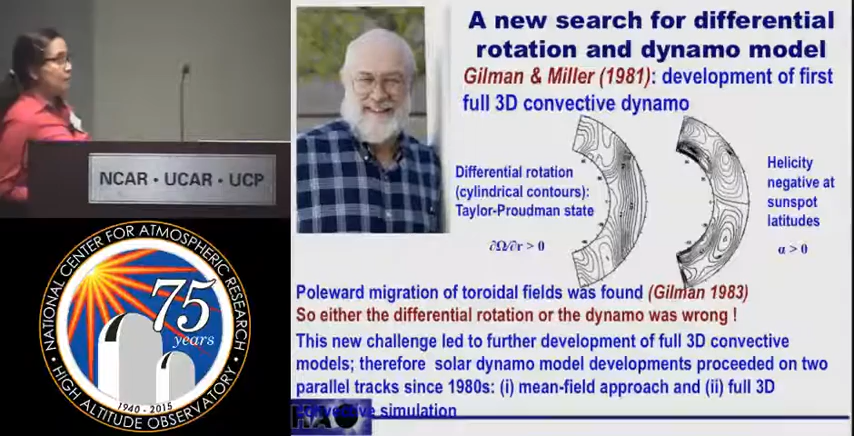 A new search for differential
rotation and dynamo model
Gilman & Miller (1981): development of first
full 3D convective dynamo
Differential rotation
(cylindrical contours):
Taylor-Proudman state
∂Ω/∂r > 0
Helicity
negative at
sunspot
latitudes
α > 0
Poleward migration of toroidal fields was found (Gilman 1983)
So either the differential rotation or the dynamo was wrong !
This new challenge led to further development of full 3D convective
models; therefore solar dynamo model developments proceeded on two
parallel tracks since 1980s: (i) mean-field approach and (ii) full 3D
convective simulation
HAO
NCAR • UCAR • UCP
NATIONAL CENTER FOR ATMOSPHERIC RESEARCH
75
years
1940 - 2015
HIGH ALTITUDE OBSERVATORY